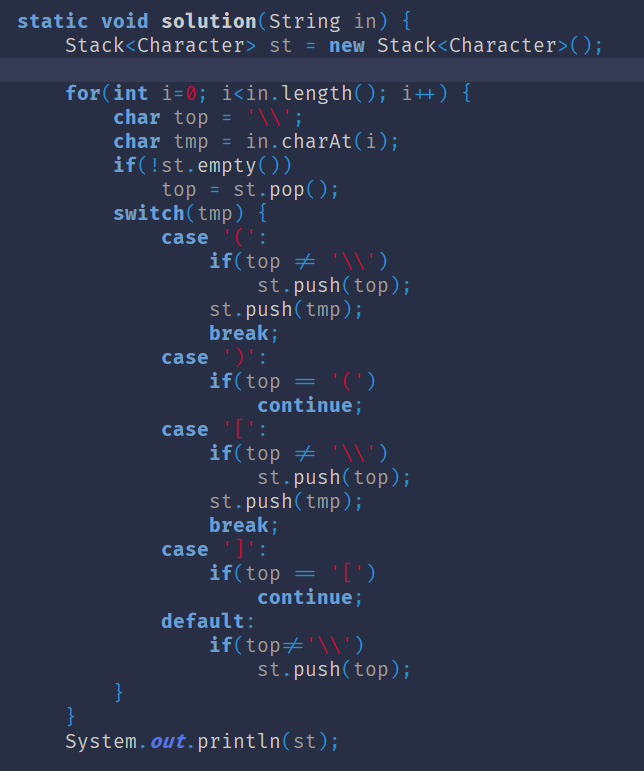 static void solution(String in) {
    Stack<Character> st = new Stack<Character>();

    for(int i=0; i<in.length(); i++) {
        char top = '\\';
        char tmp = in.charAt(i);
        if(!st.empty())
            top = st.pop();
        switch(tmp) {
            case '(':
                if(top != '\\')
                    st.push(top);
                st.push(tmp);
                break;
            case ')':
                if(top == '(')
                    continue;
            case '[':
                if(top != '\\')
                    st.push(top);
                st.push(tmp);
                break;
            case ']':
                if(top == '[')
                    continue;
            default:
                if(top!='\\')
                    st.push(top);
        }
    }
    System.out.println(st);